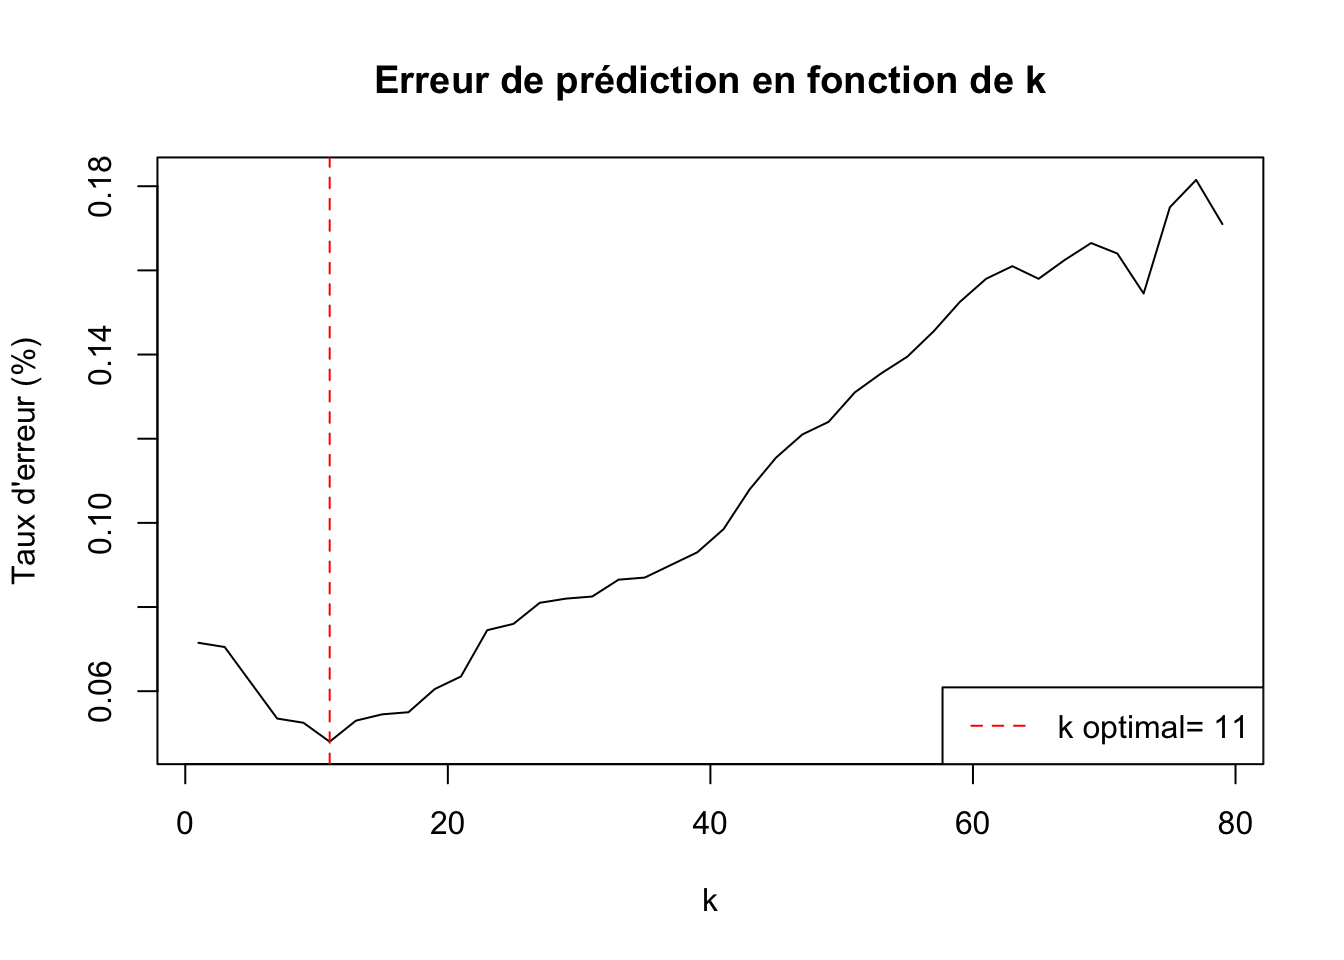 Erreur de prédiction en fonction de k
Taux d'erreur (%)
0.18
0.14
0.10
0.06
k optimal= 11
0 20 40 60 80
k